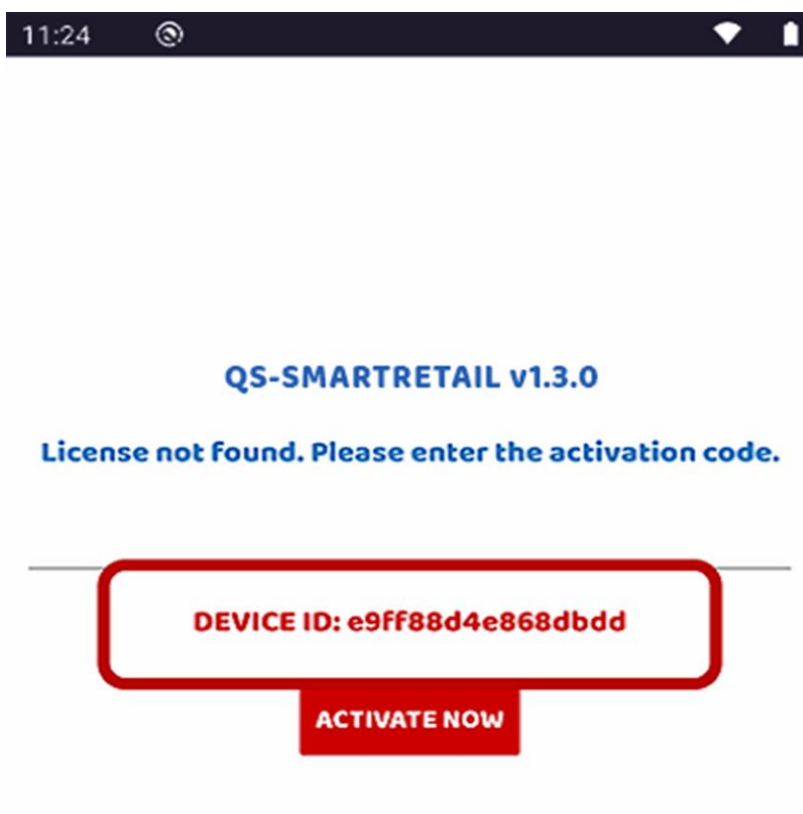 11:24
QS-SMARTRETAIL v1.3.0
License not found. Please enter the activation code.
DEVICE ID: e9ff88d4e868dbdd
ACTIVATE NOW